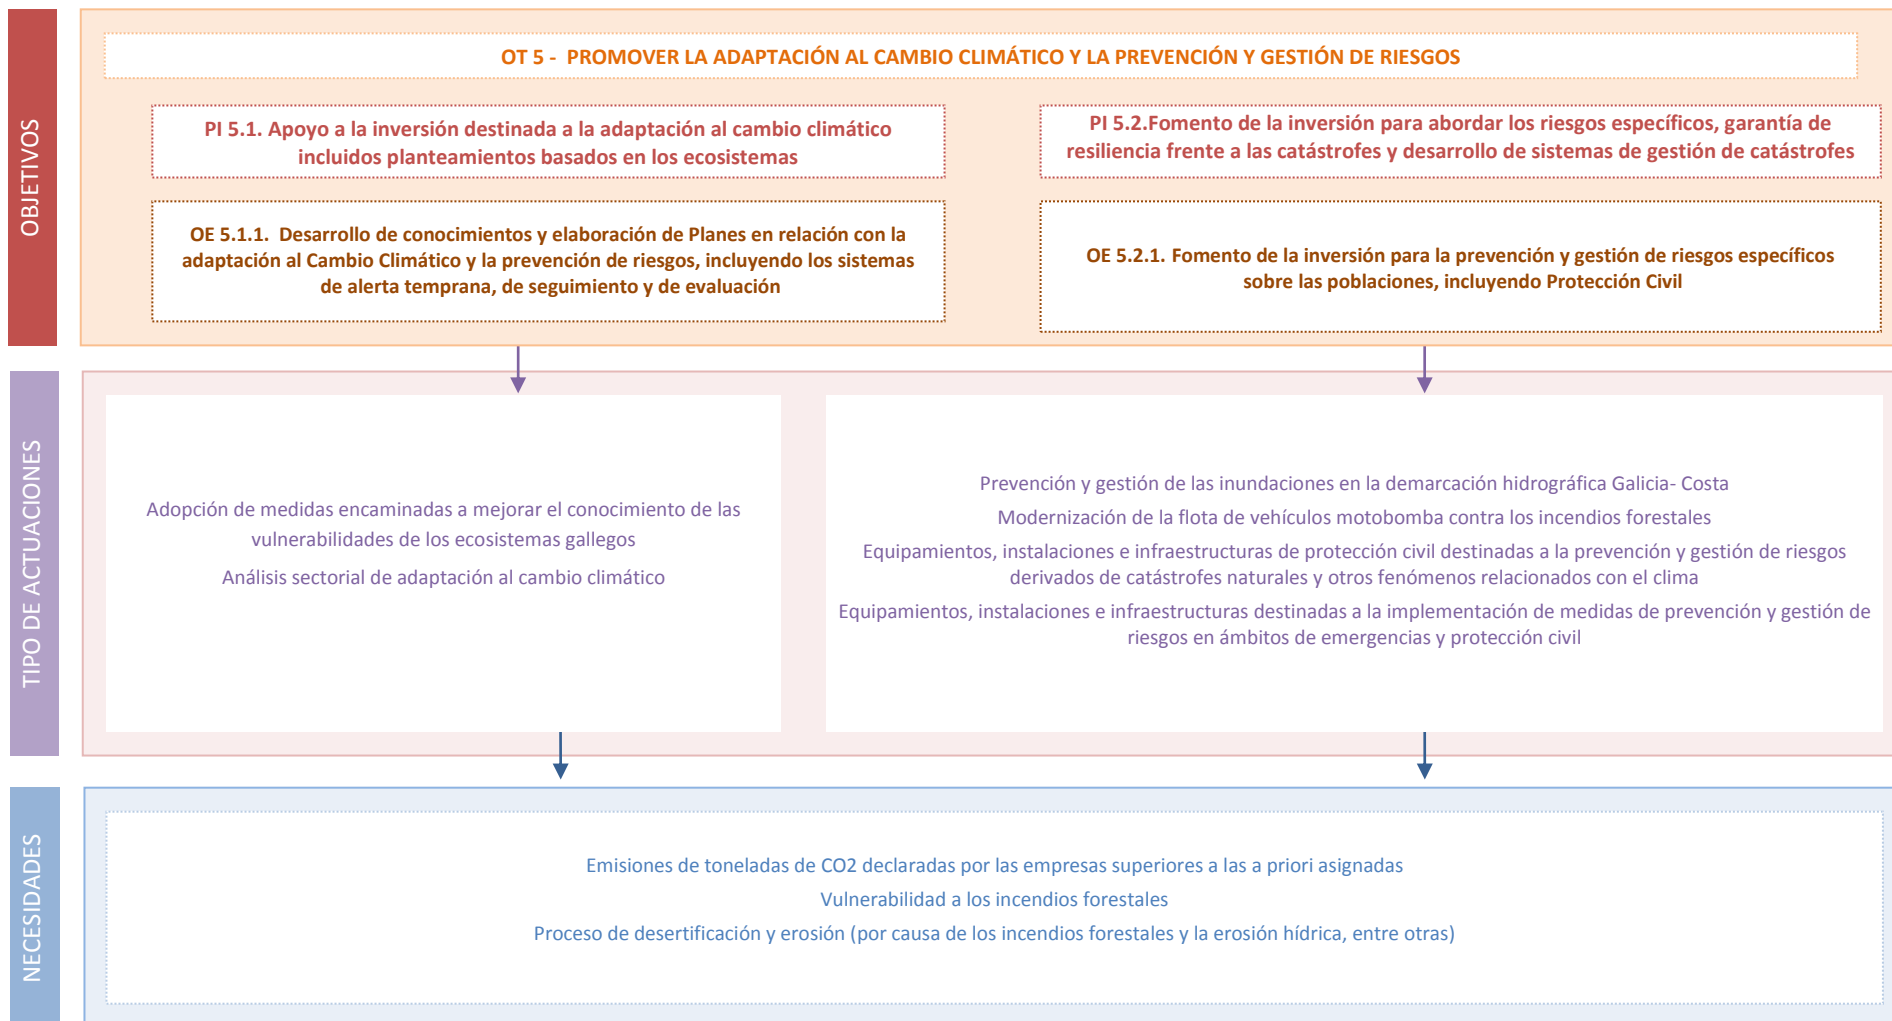 OBJETIVOS
OT 5 - PROMOVER LA ADAPTACIÓN AL CAMBIO CLIMÁTICO Y LA PREVENCIÓN Y GESTIÓN DE RIESGOS
PI 5.1. Apoyo a la inversión destinada a la adaptación al cambio climático
incluidos planteamientos basados en los ecosistemas
PI 5.2.Fomento de la inversión para abordar los riesgos específicos, garantía de
resiliencia frente a las catástrofes y desarrollo de sistemas de gestión de catástrofes
OE 5.1.1. Desarrollo de conocimientos y elaboración de Planes en relación con la
adaptación al Cambio Climático y la prevención de riesgos, incluyendo los sistemas
de alerta temprana, de seguimiento y de evaluación
OE 5.2.1. Fomento de la inversión para la prevención y gestión de riesgos específicos
sobre las poblaciones, incluyendo Protección Civil
TIPO DE ACTUACIONES
Adopción de medidas encaminadas a mejorar el conocimiento de las
vulnerabilidades de los ecosistemas gallegos
Análisis sectorial de adaptación al cambio climático
Prevención y gestión de las inundaciones en la demarcación hidrográfica Galicia- Costa
Modernización de la flota de vehículos motobomba contra los incendios forestales
Equipamientos, instalaciones e infraestructuras de protección civil destinadas a la prevención y gestión de riesgos
derivados de catástrofes naturales y otros fenómenos relacionados con el clima
Equipamientos, instalaciones e infraestructuras destinadas a la implementación de medidas de prevención y gestión de
riesgos en ámbitos de emergencias y protección civil
NECESIDADES
Emisiones de toneladas de CO2 declaradas por las empresas superiores a las a priori asignadas
Vulnerabilidad a los incendios forestales
Proceso de desertificación y erosión (por causa de los incendios forestales y la erosión hídrica, entre otras)